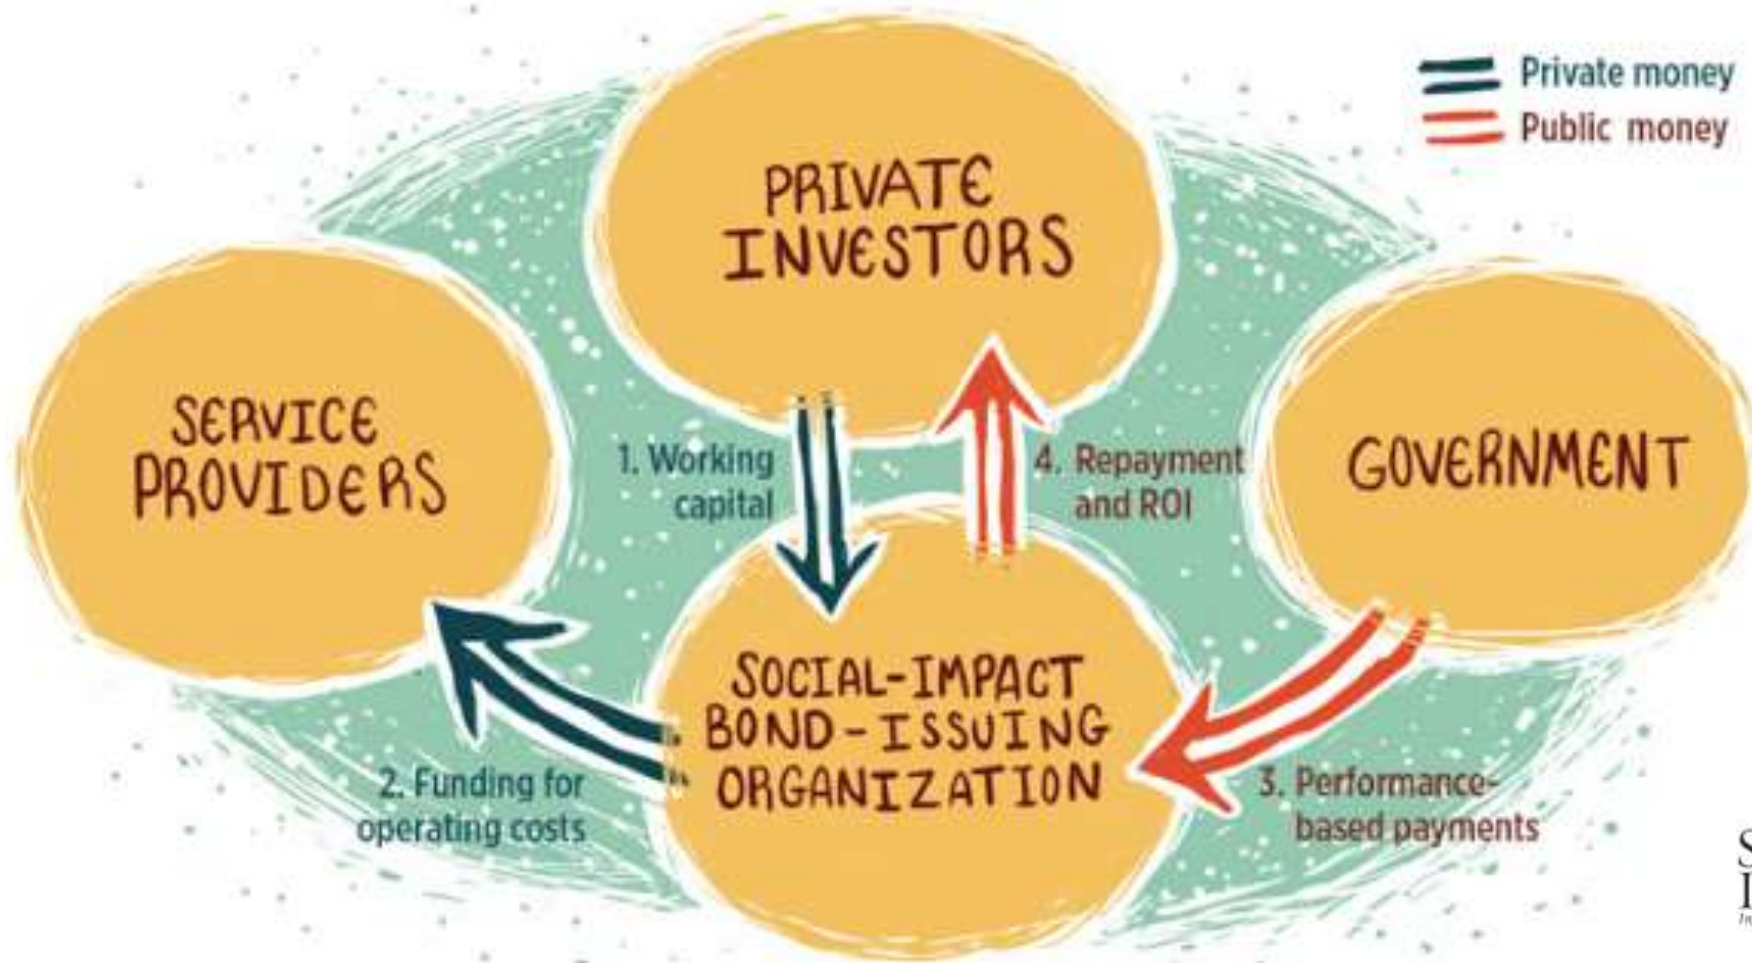 Private money
Public money
PRIVATE
INVESTORS
SERVICE
PROVIDERS
GOVERNMENT
1. Working
capital
4. Repayment
and ROI
SOCIAL-IMPACT
BOND-ISSUING
ORGANIZATION
2. Funding for
operating costs
3. Performance-
based payments